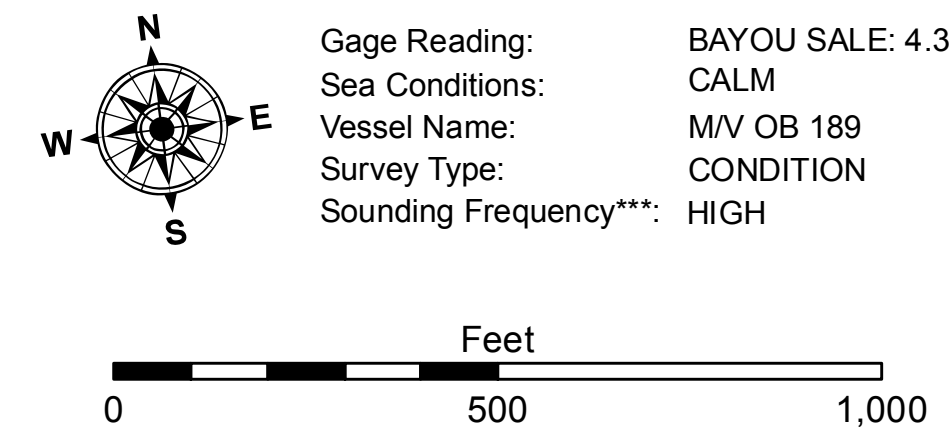 N
W
E
S
Gage Reading: BAYOU SALE: 4.3
Sea Conditions: CALM
Vessel Name: M/V OB 189
Survey Type: CONDITION
Sounding Frequency***: HIGH
Feet
0 500 1,000